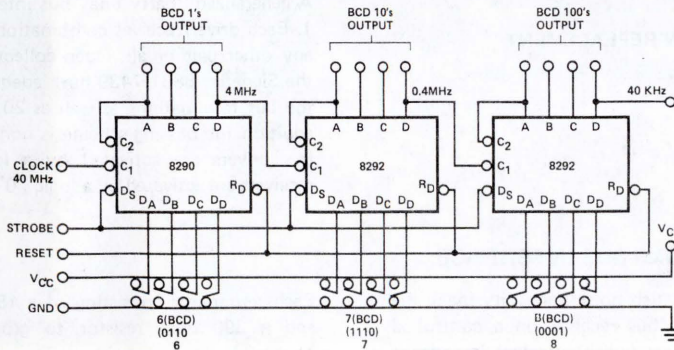 BCD 1's
OUTPUT
BCD 10's
OUTPUT
BCD 100's
OUTPUT
4 MHz
0.4MHz
40 KHz
A B C D
A B C D
A B C D
C2
C2
C2
CLOCK
40 MHz
C1
8290
C1
8292
C1
8292
DS
RD
DS
RD
DS
RD
DA DB DC DD
DA DB DC DD
DA DB DC DD
STROBE
RESET
VCC
VC
GND
6(BCD)
(0110)
6
7(BCD)
(1110)
7
8(BCD)
(0001)
8